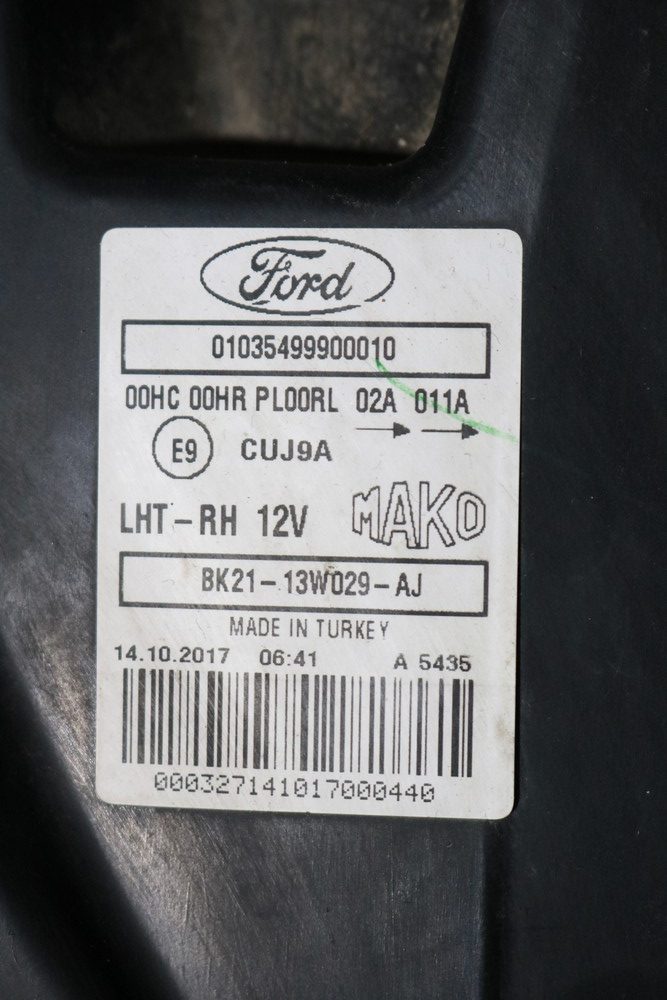 Ford
01035499900010
00HC 00HR PL00RL 02A 011A
E9 CUJ9A
LHT-RH 12V MAKO
BK21-13W029-AJ
MADE IN TURKEY
14.10.2017 06:41 A 5435
000327141017000440